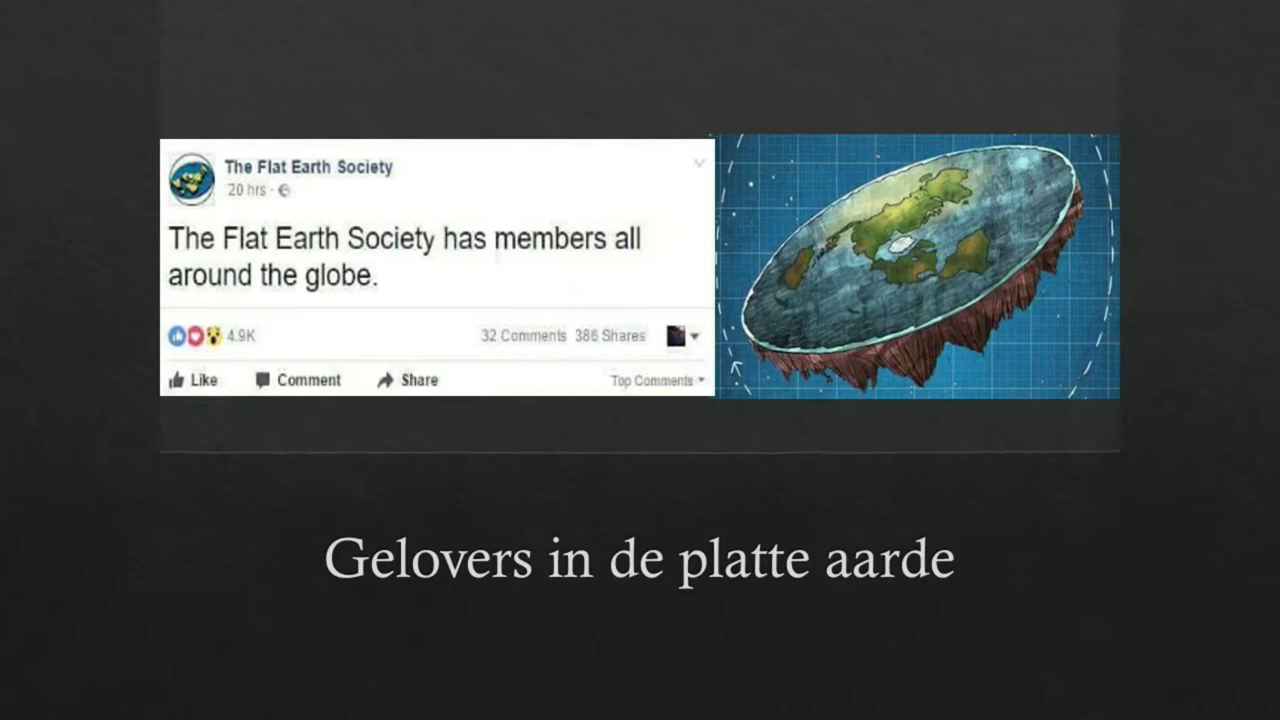 The Flat Earth Society
20 hrs ·
The Flat Earth Society has members all
around the globe.
4.9K 32 Comments 386 Shares
Like Comment Share Top Comments
Gelovers in de platte aarde